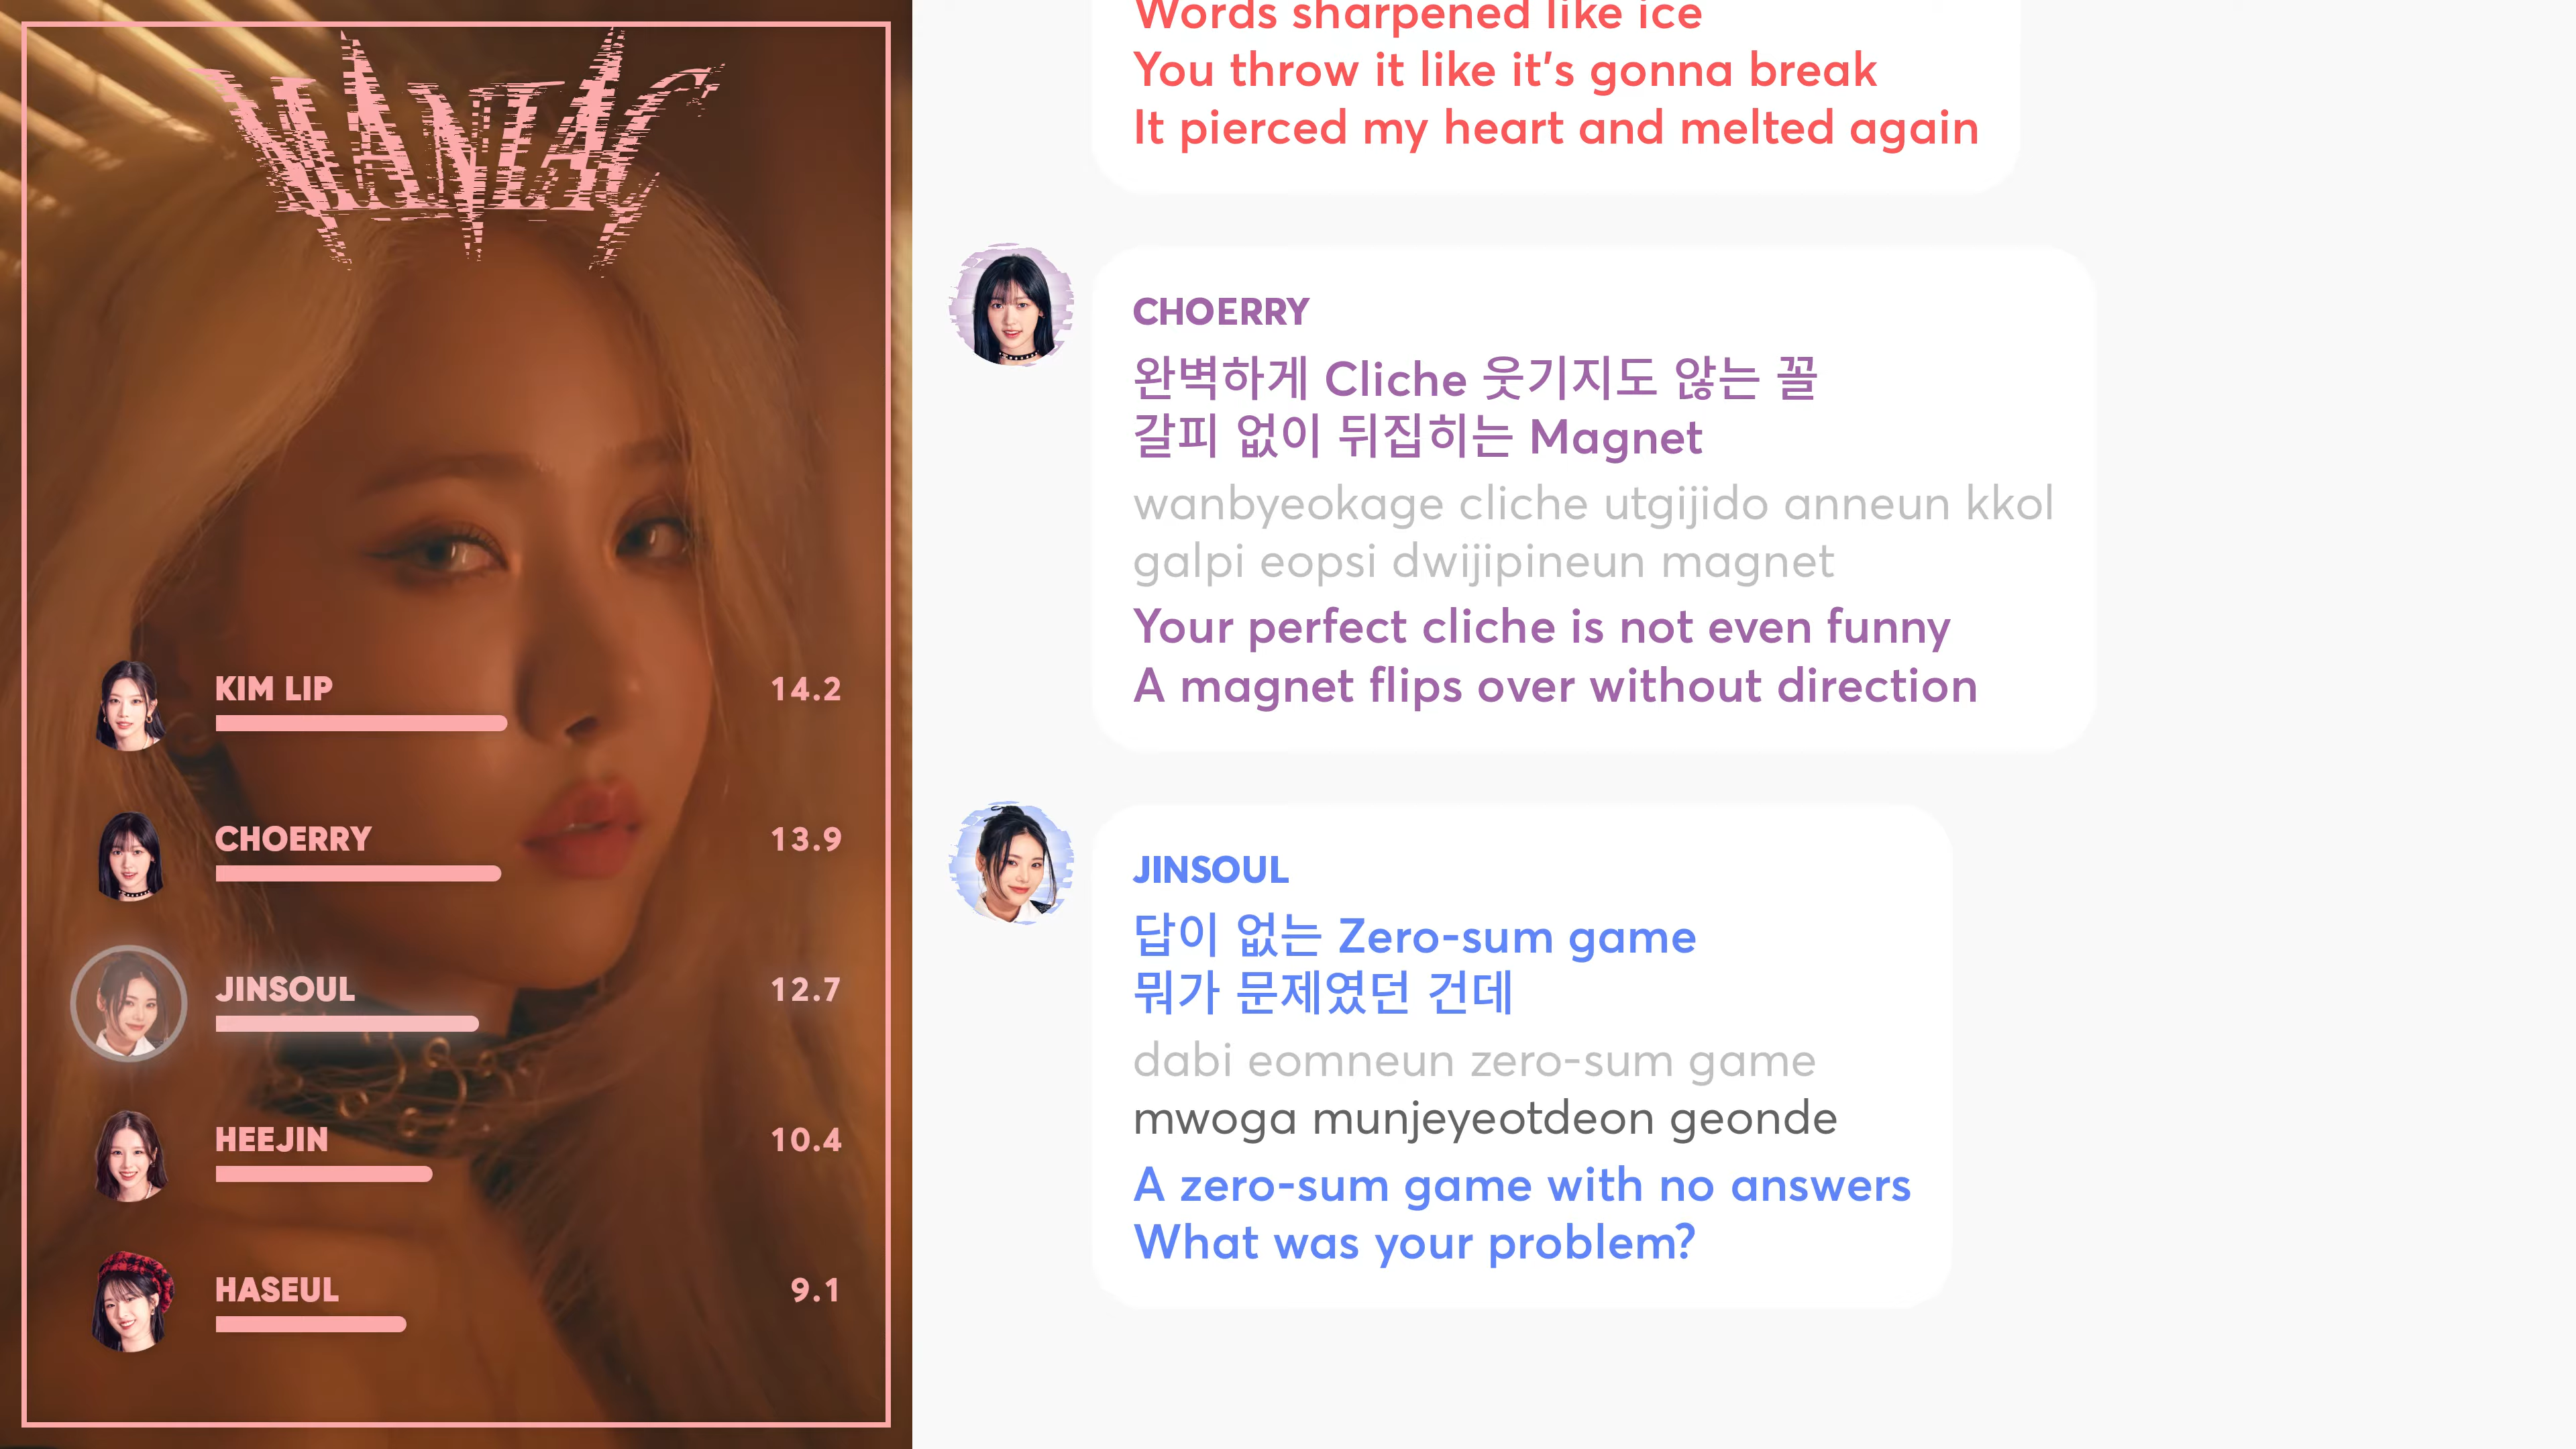 MANIAC
KIM LIP
14.2
CHOERRY
13.9
JINSOUL
12.7
HEEJIN
10.4
HASEUL
9.1
Words sharpened like ice
You throw it like it's gonna break
It pierced my heart and melted again
CHOERRY
완벽하게 Cliche 웃기지도 않는 꼴
갈피 없이 뒤집히는 Magnet
wanbyeokage cliche utgijido anneun kkol
galpi eopsi dwijipineun magnet
Your perfect cliche is not even funny
A magnet flips over without direction
JINSOUL
답이 없는 Zero-sum game
뭐가 문제였던 건데
dabi eomneun zero-sum game
mwoga munjeyeotdeon geonde
A zero-sum game with no answers
What was your problem?